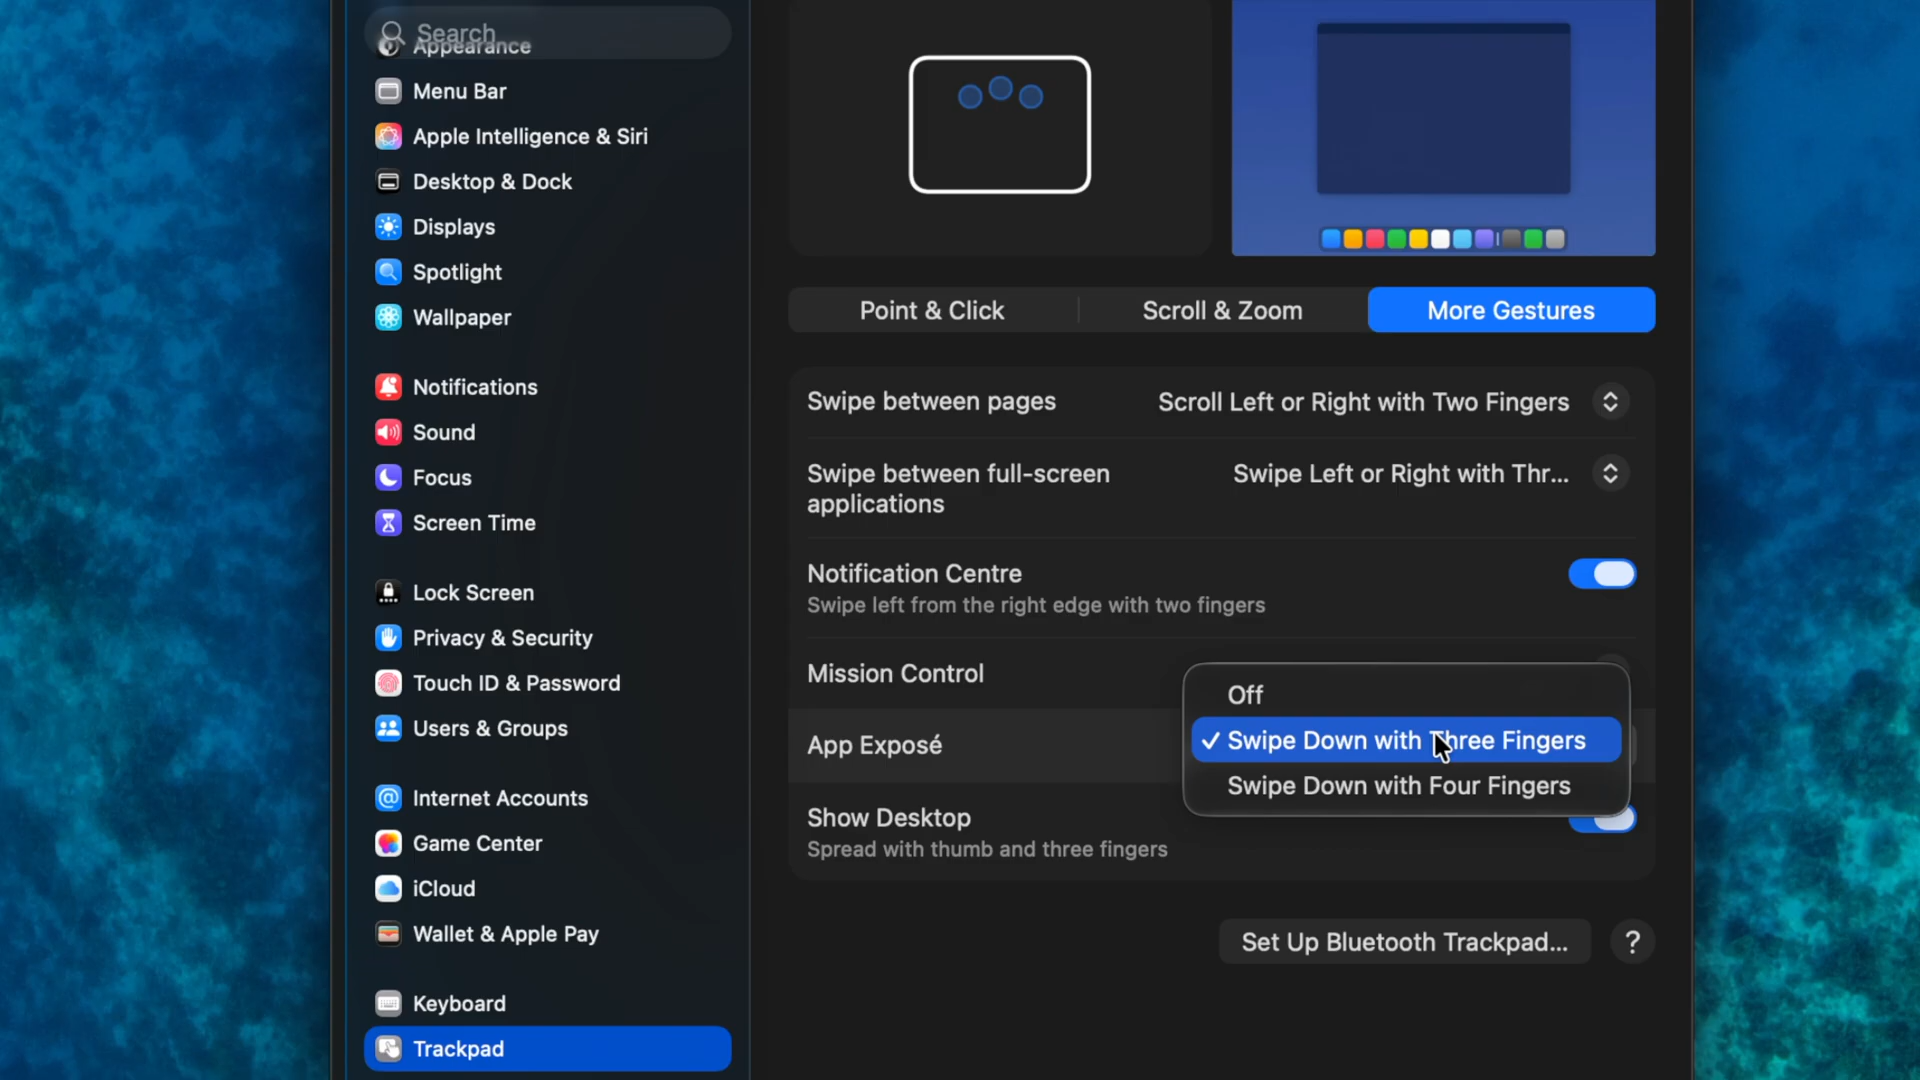 Search
Appearance
Menu Bar
Apple Intelligence & Siri
Desktop & Dock
Displays
Spotlight
Wallpaper
Notifications
Sound
Focus
Screen Time
Lock Screen
Privacy & Security
Touch ID & Password
Users & Groups
Internet Accounts
Game Center
iCloud
Wallet & Apple Pay
Keyboard
Trackpad
Point & Click
Scroll & Zoom
More Gestures
Swipe between pages
Scroll Left or Right with Two Fingers
Swipe between full-screen
applications
Swipe Left or Right with Thr...
Notification Centre
Swipe left from the right edge with two fingers
Mission Control
App Exposé
Off
✓ Swipe Down with Three Fingers
Swipe Down with Four Fingers
Show Desktop
Spread with thumb and three fingers
Set Up Bluetooth Trackpad...
?